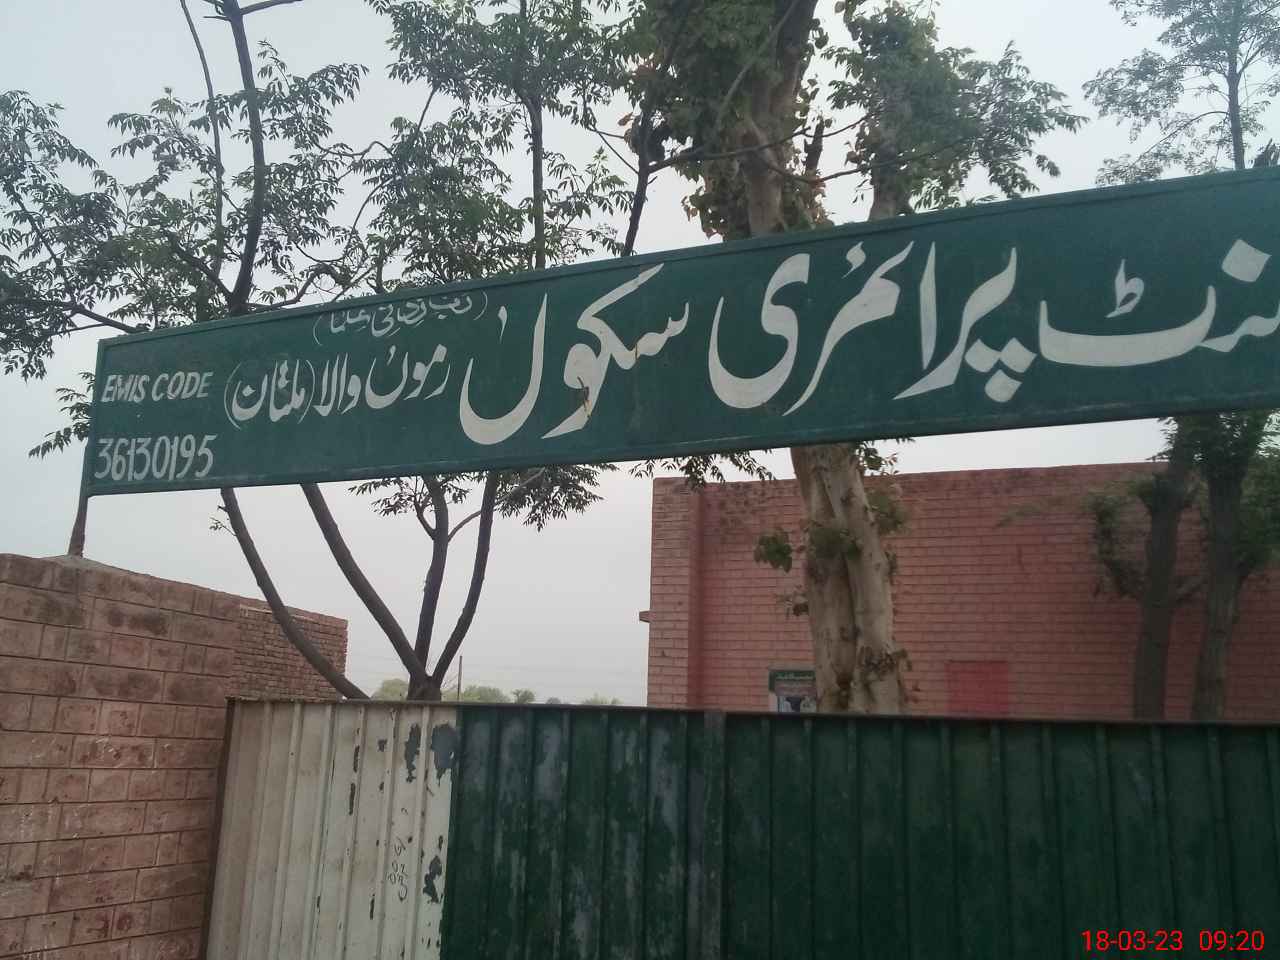 نٹ پرائمری سکول رموں والا (ملتان)
EMIS CODE
36130195
18-03-23 09:20